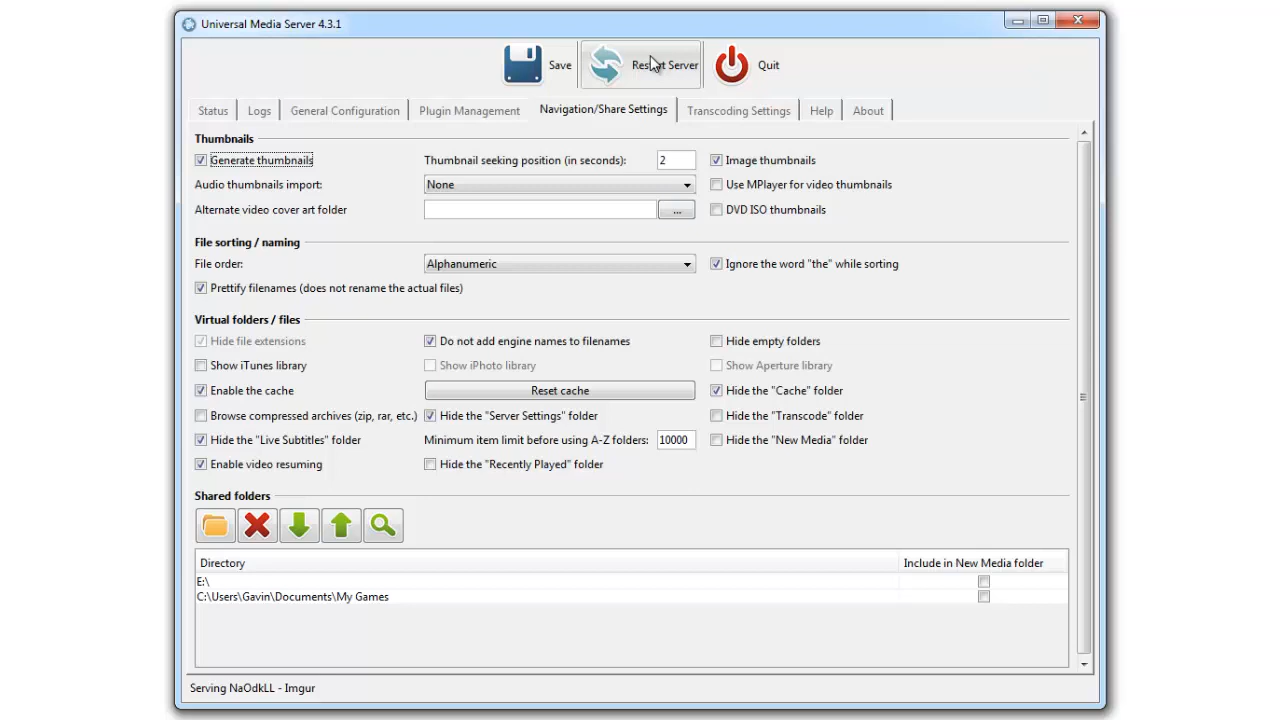 Universal Media Server 4.3.1
Save Restart Server Quit
Status Logs General Configuration Plugin Management Navigation/Share Settings Transcoding Settings Help About
Thumbnails
Generate thumbnails Thumbnail seeking position (in seconds): 2 Image thumbnails
Audio thumbnails import: None Use MPlayer for video thumbnails
Alternate video cover art folder ... DVD ISO thumbnails
File sorting / naming
File order: Alphanumeric Ignore the word "the" while sorting
Prettify filenames (does not rename the actual files)
Virtual folders / files
Hide file extensions Do not add engine names to filenames Hide empty folders
Show iTunes library Show iPhoto library Show Aperture library
Enable the cache Reset cache Hide the "Cache" folder
Browse compressed archives (zip, rar, etc.) Hide the "Server Settings" folder Hide the "Transcode" folder
Hide the "Live Subtitles" folder Minimum item limit before using A-Z folders: 10000 Hide the "New Media" folder
Enable video resuming Hide the "Recently Played" folder
Shared folders
Directory Include in New Media folder
E:\
C:\Users\Gavin\Documents\My Games
Serving NaOdkLL - Imgur